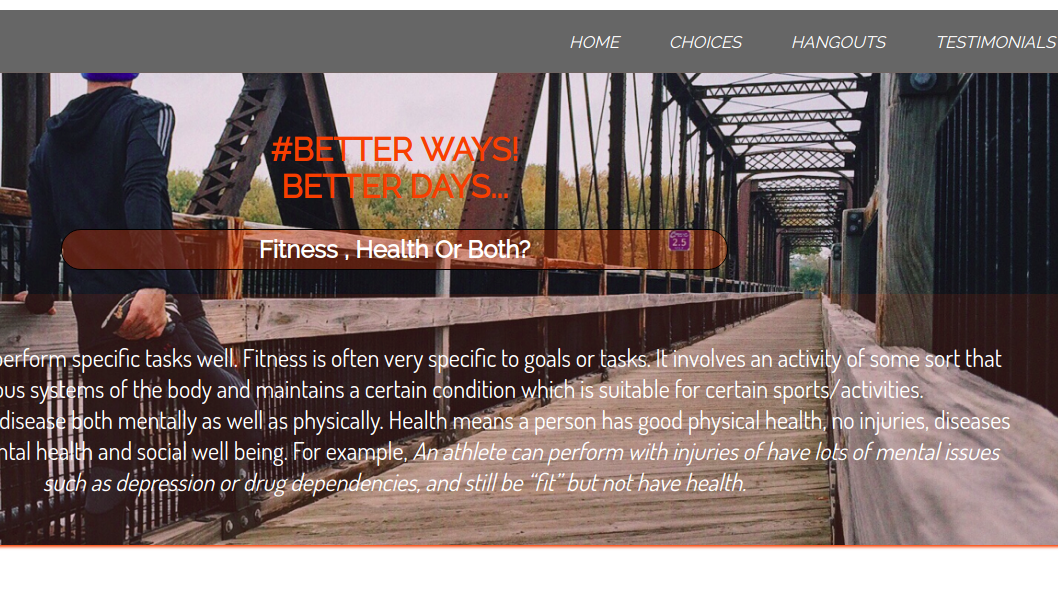 HOME CHOICES HANGOUTS TESTIMONIALS
#BETTER WAYS!
BETTER DAYS...
Fitness , Health Or Both?
2.5
perform specific tasks well. Fitness is often very specific to goals or tasks. It involves an activity of some sort that
ous systems of the body and maintains a certain condition which is suitable for certain sports/activities.
disease both mentally as well as physically. Health means a person has good physical health, no injuries, diseases
ntal health and social well being. For example, An athlete can perform with injuries of have lots of mental issues
such as depression or drug dependencies, and still be “fit” but not have health.